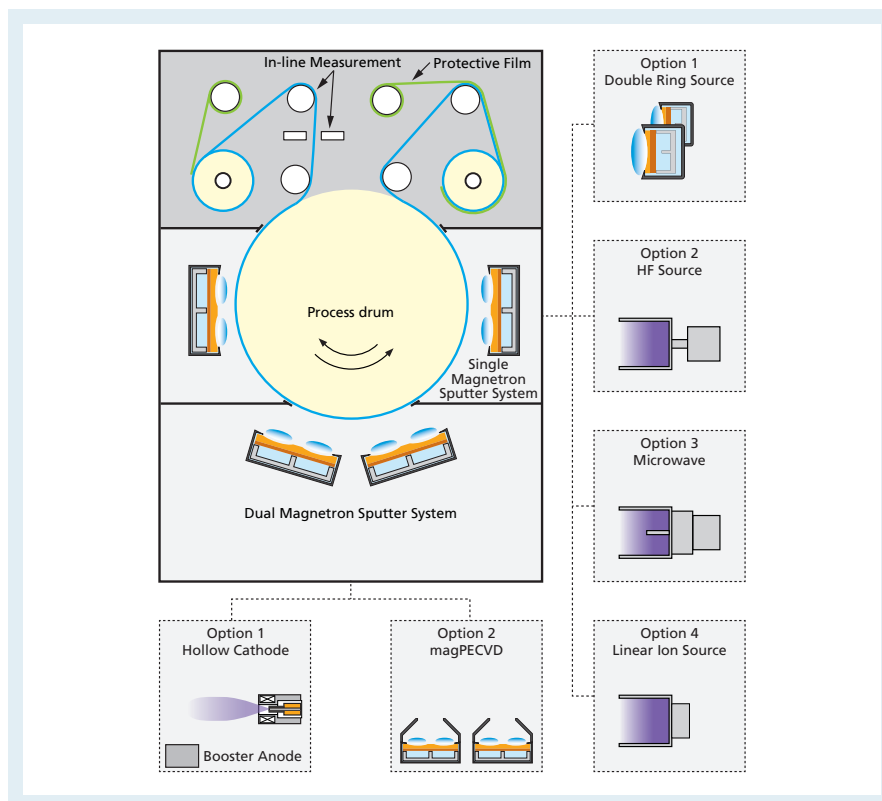 In-line Measurement
Protective Film
Process drum
Single
Magnetron
Sputter System
Dual Magnetron Sputter System
Option 1
Double Ring Source
Option 2
HF Source
Option 3
Microwave
Option 4
Linear Ion Source
Option 1
Hollow Cathode
Booster Anode
Option 2
magPECVD